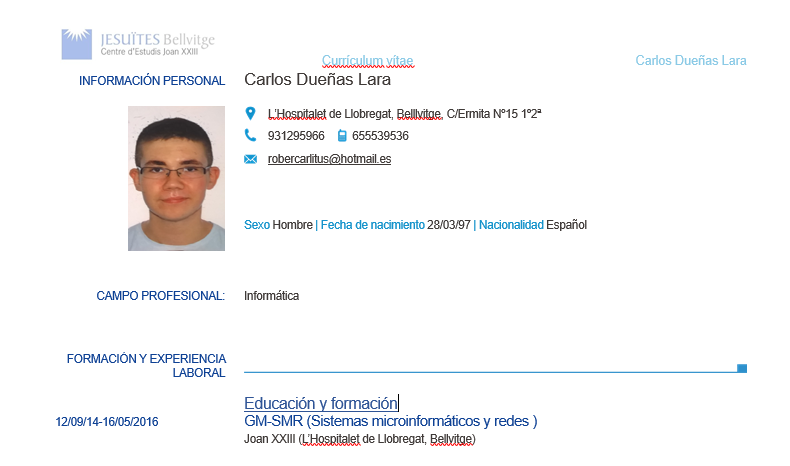 JESUÏTES Bellvitge
Centre d'Estudis Joan XXIII
Currículum vítae
Carlos Dueñas Lara
INFORMACIÓN PERSONAL
Carlos Dueñas Lara
L'Hospitalet de Llobregat, Belllvitge, C/Ermita Nº15 1º2ª
931295966 655539536
robercarlitus@hotmail.es
Sexo Hombre | Fecha de nacimiento 28/03/97 | Nacionalidad Español
CAMPO PROFESIONAL:
Informática
FORMACIÓN Y EXPERIENCIA
LABORAL
Educación y formación
12/09/14-16/05/2016
GM-SMR (Sistemas microinformáticos y redes )
Joan XXIII (L'Hospitalet de Llobregat, Bellvitge)